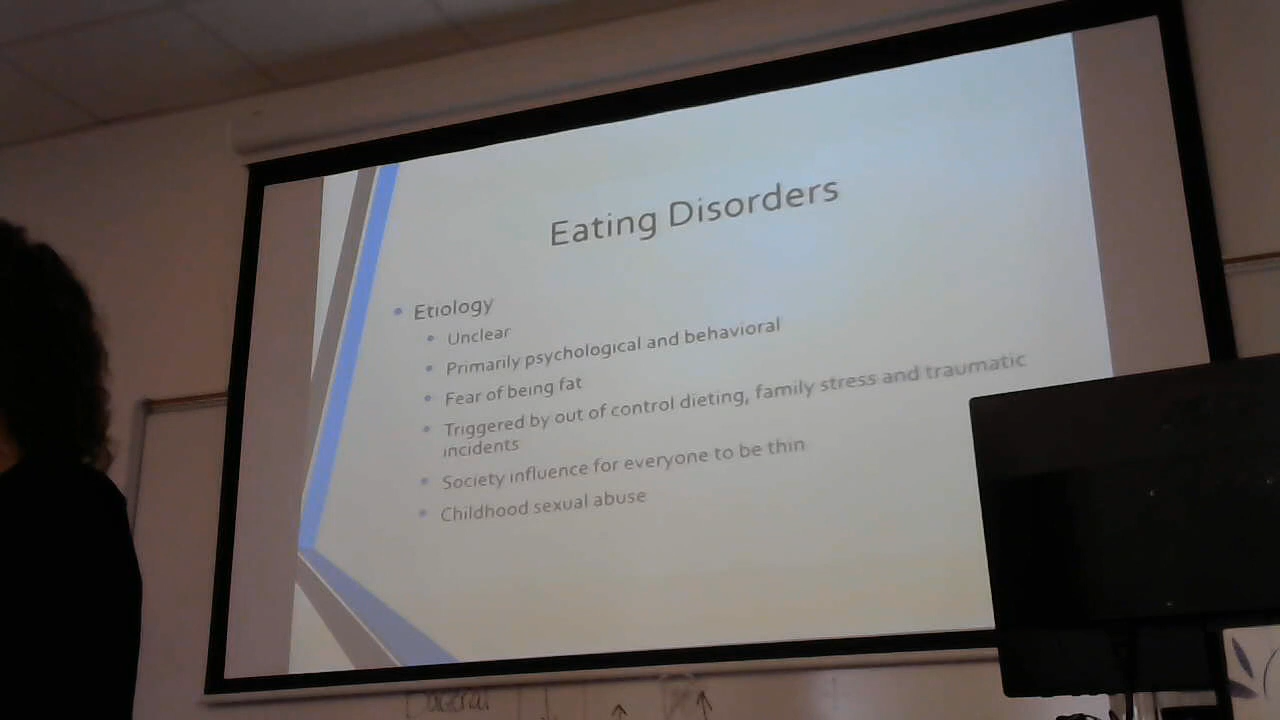 Eating Disorders
• Etiology
• Unclear
• Primarily psychological and behavioral
• Fear of being fat
• Triggered by out of control dieting, family stress and traumatic
incidents
• Society influence for everyone to be thin
• Childhood sexual abuse